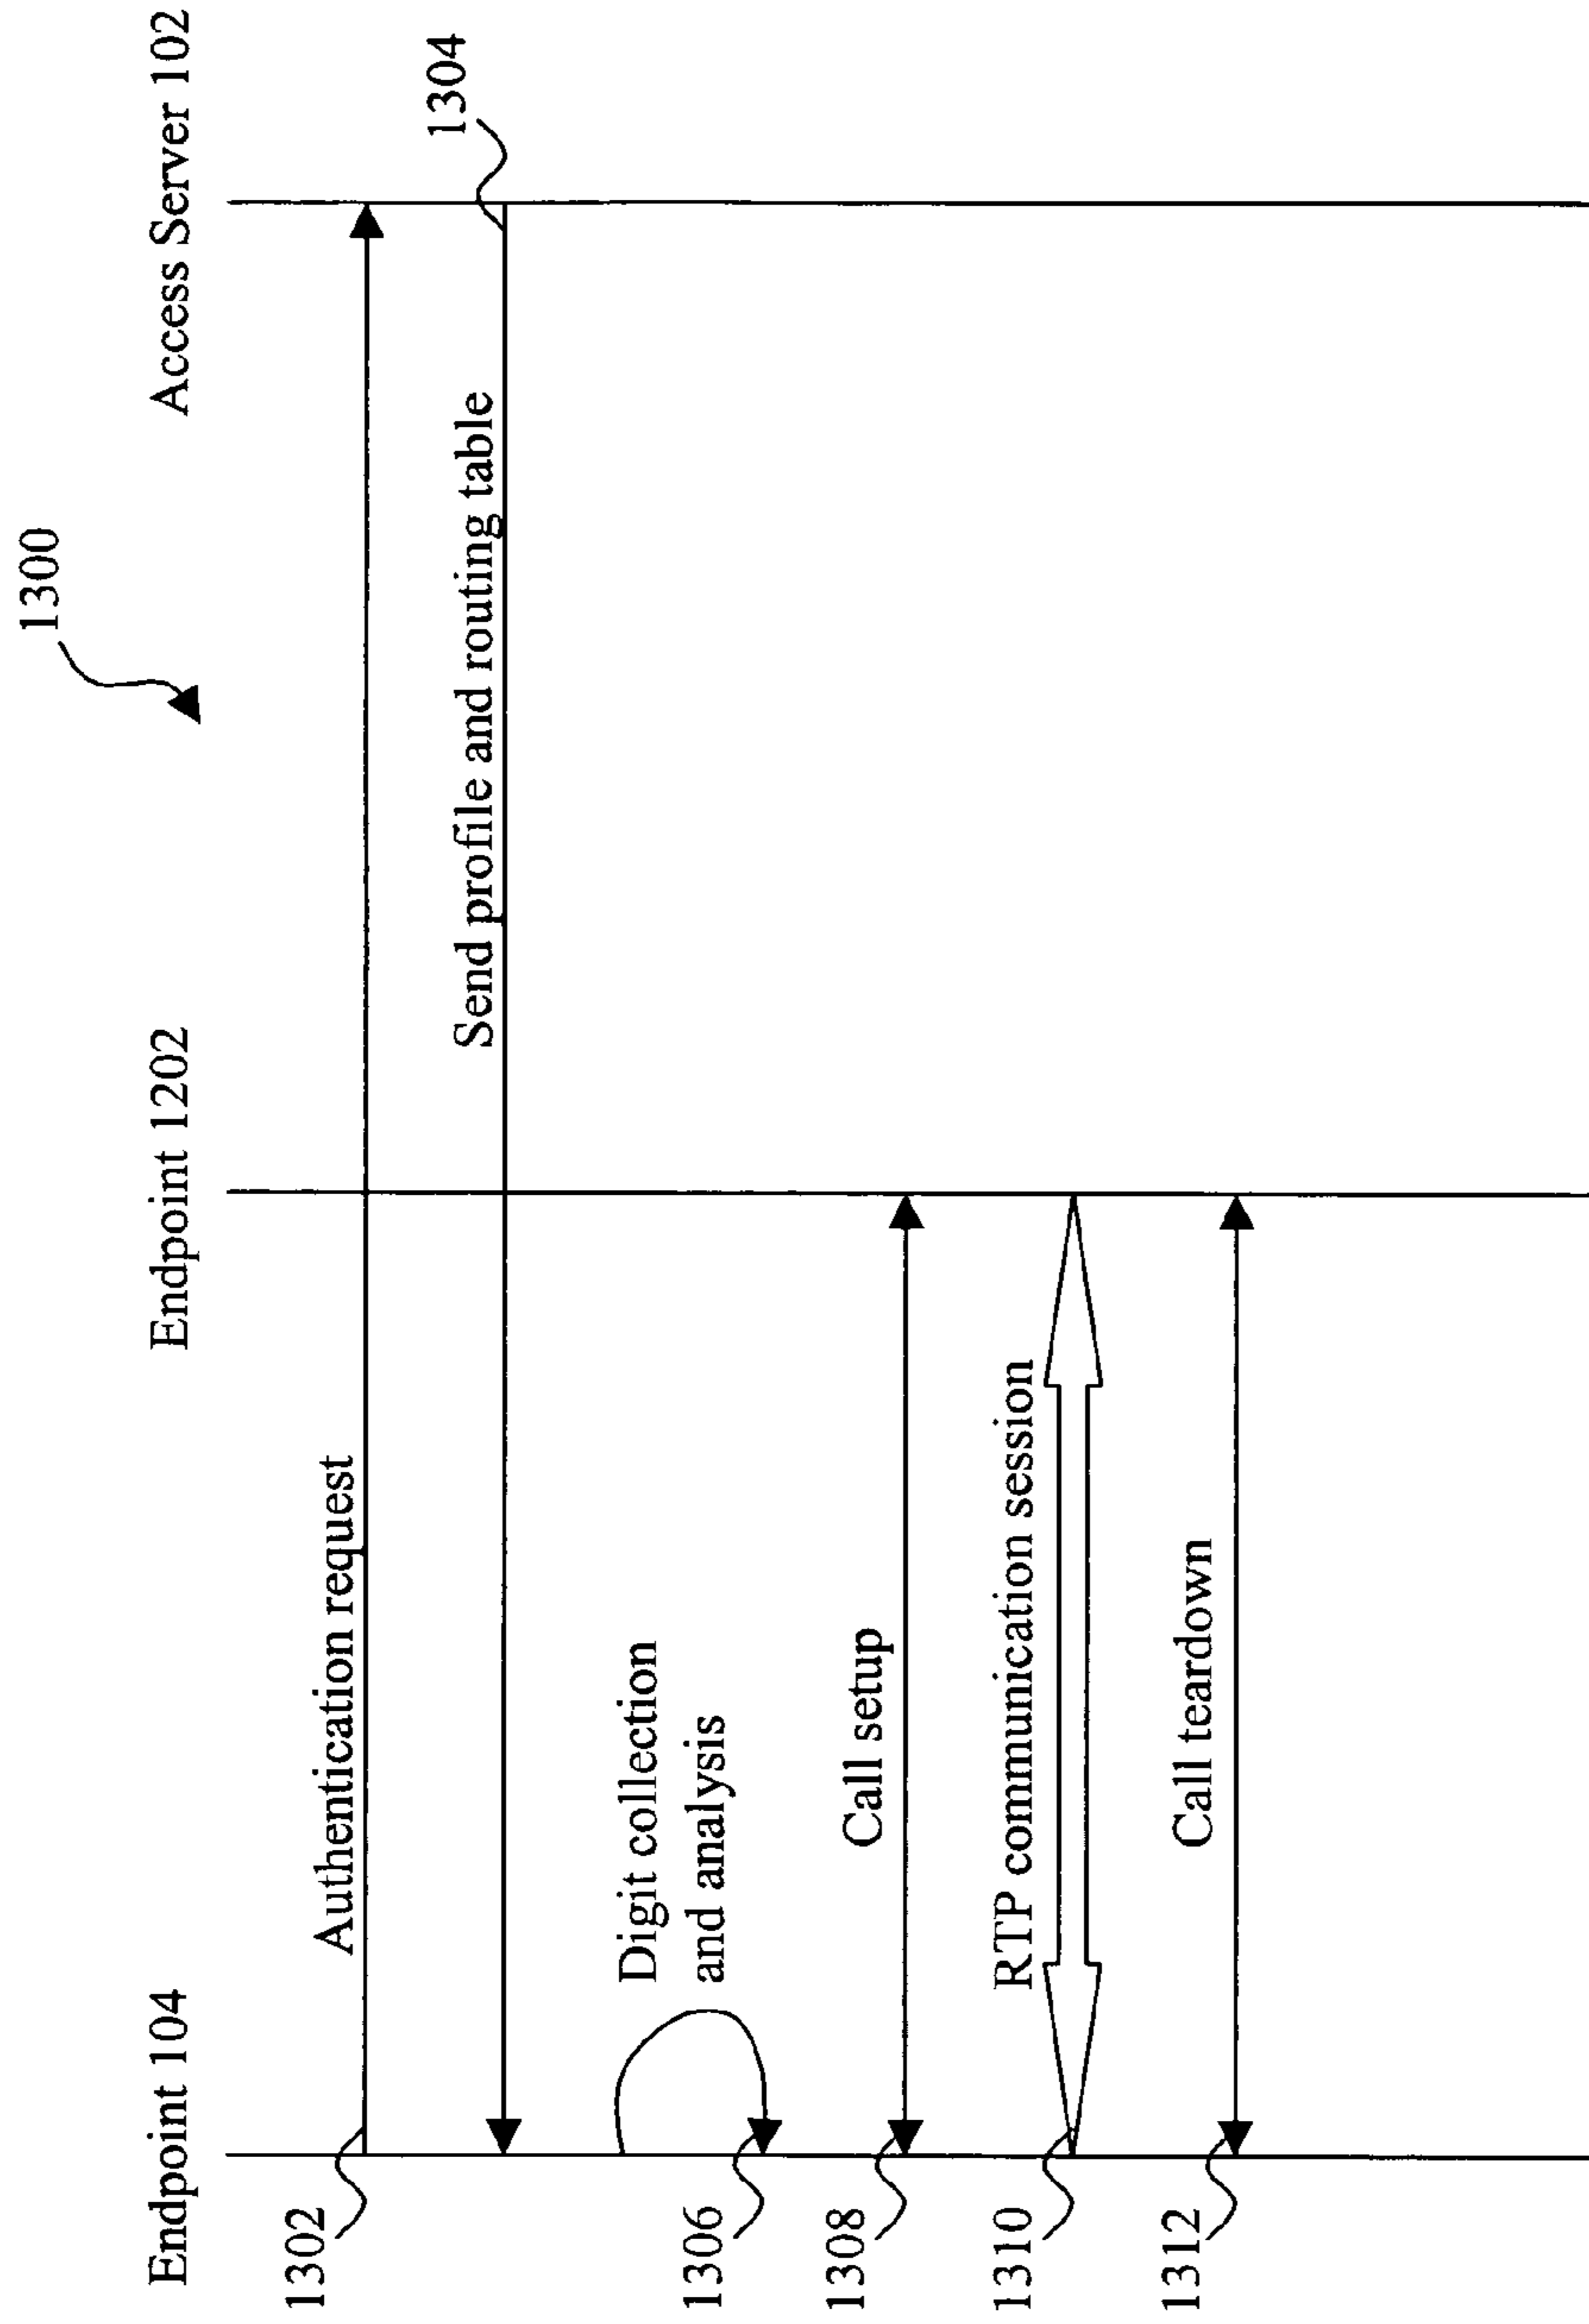 1300
Endpoint 104
Endpoint 1202
Access Server 102
1302
Authentication request
1304
Send profile and routing table
Digit collection
and analysis
1306
Call setup
1308
RTP communication session
1310
Call teardown
1312